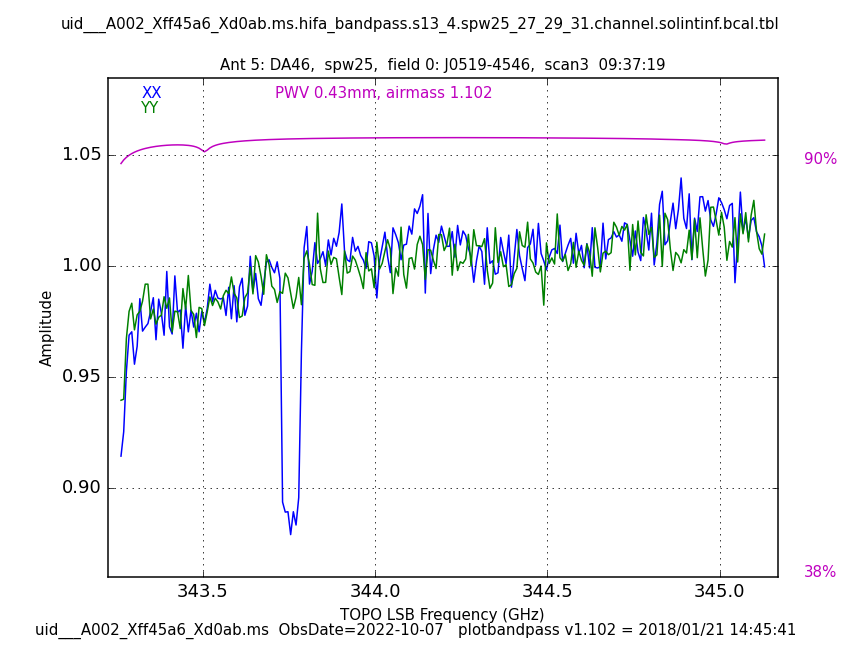 uid___A002_Xff45a6_Xd0ab.ms.hifa_bandpass.s13_4.spw25_27_29_31.channel.solintinf.bcal.tbl
Ant 5: DA46,  spw25,  field 0: J0519-4546,  scan3  09:37:19
XX
PWV 0.43mm, airmass 1.102
YY
1.05
90%
1.00
Amplitude
0.95
0.90
38%
343.5 344.0 344.5 345.0
TOPO LSB Frequency (GHz)
uid___A002_Xff45a6_Xd0ab.ms  ObsDate=2022-10-07   plotbandpass v1.102 = 2018/01/21 14:45:41